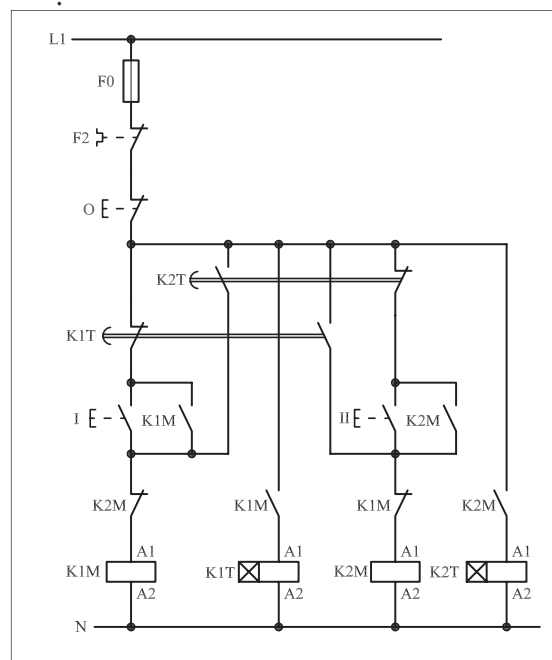 L1
F0
F2
O
K2T
K1T
I K1M II K2M
K2M K1M K1M K2M
A1 A1 A1 A1
K1M K1T K2M K2T
A2 A2 A2 A2
N